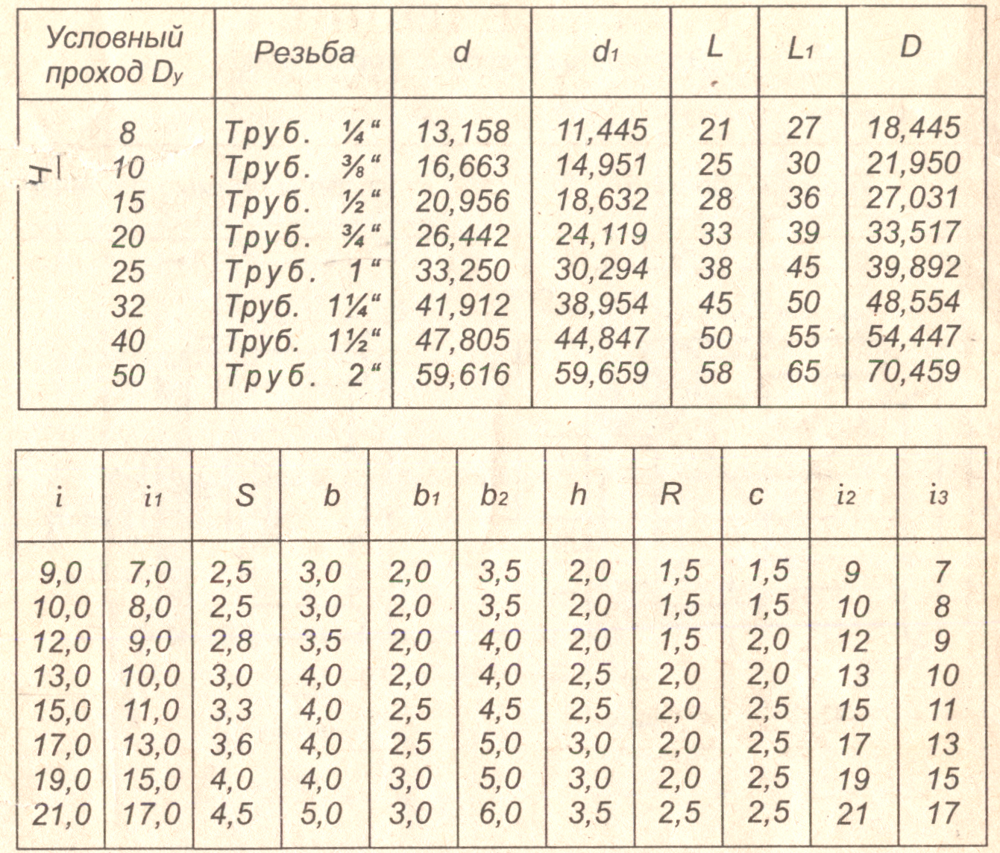 Условный проход Dу Резьба d d1 L L1 D
8 Труб. ¼“ 13,158 11,445 21 27 18,445
10 Труб. ⅜“ 16,663 14,951 25 30 21,950
15 Труб. ½“ 20,956 18,632 28 36 27,031
20 Труб. ¾“ 26,442 24,119 33 39 33,517
25 Труб. 1“ 33,250 30,294 38 45 39,892
32 Труб. 1¼“ 41,912 38,954 45 50 48,554
40 Труб. 1½“ 47,805 44,847 50 55 54,447
50 Труб. 2“ 59,616 59,659 58 65 70,459
i i1 S b b1 b2 h R c i2 i3
9,0 7,0 2,5 3,0 2,0 3,5 2,0 1,5 1,5 9 7
10,0 8,0 2,5 3,0 2,0 3,5 2,0 1,5 1,5 10 8
12,0 9,0 2,8 3,5 2,0 4,0 2,0 1,5 2,0 12 9
13,0 10,0 3,0 4,0 2,0 4,0 2,5 2,0 2,0 13 10
15,0 11,0 3,3 4,0 2,5 4,5 2,5 2,0 2,5 15 11
17,0 13,0 3,6 4,0 2,5 5,0 3,0 2,0 2,5 17 13
19,0 15,0 4,0 4,0 3,0 5,0 3,0 2,0 2,5 19 15
21,0 17,0 4,5 5,0 3,0 6,0 3,5 2,5 2,5 21 17